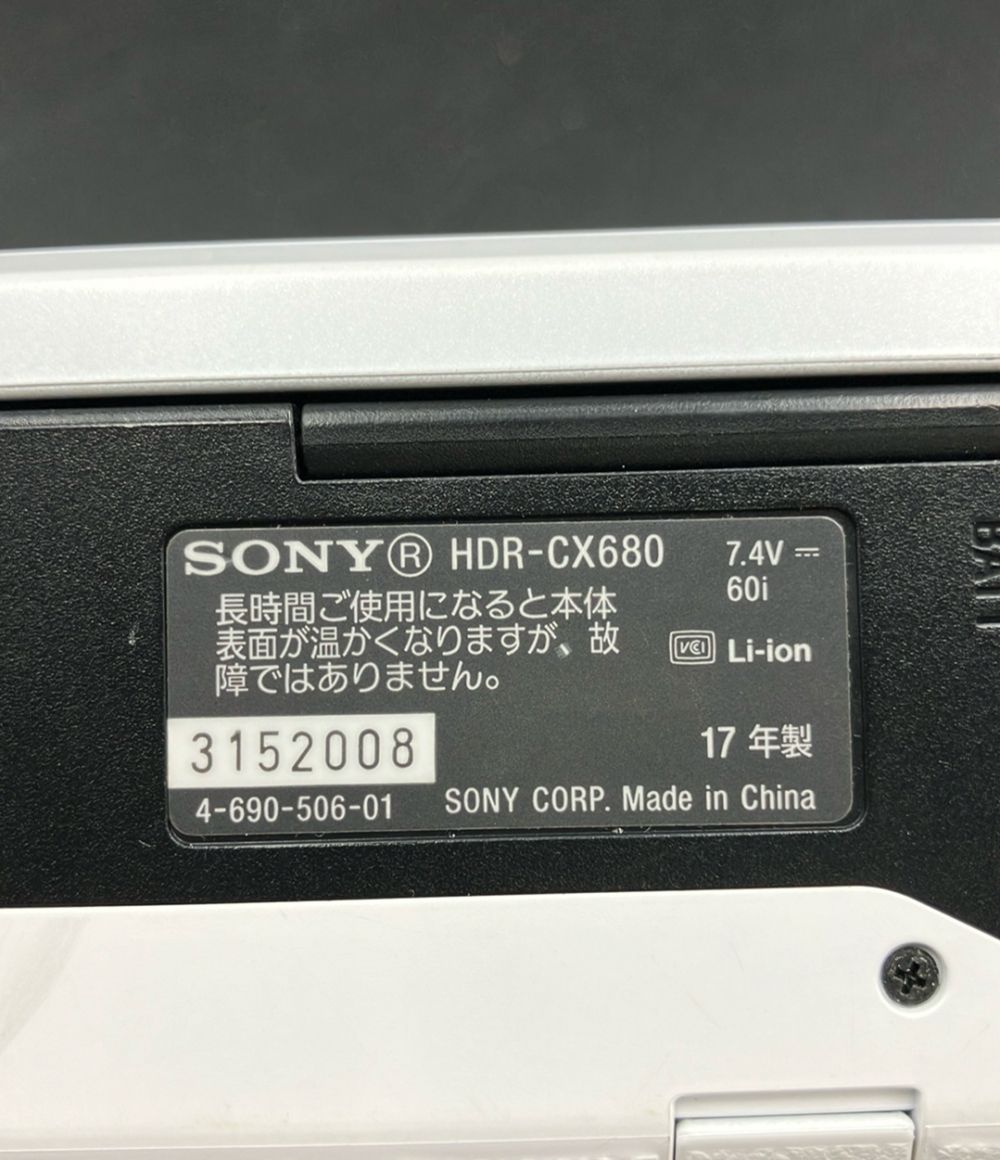 SONY® HDR-CX680 7.4V ⎓
60i
長時間ご使用になると本体
表面が温かくなりますが、故
障ではありません。
VCI Li-ion
3152008
17 年製
4-690-506-01 SONY CORP. Made in China
BATT